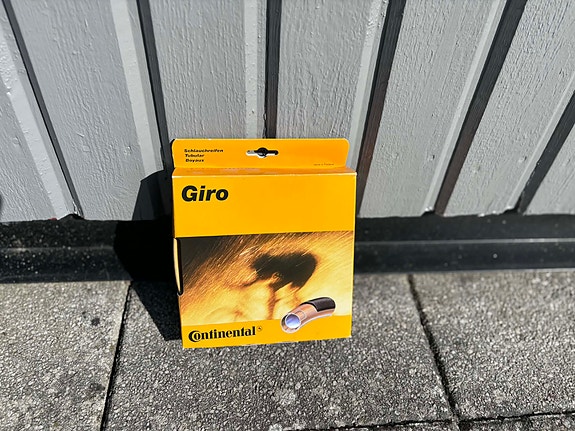 Schlauchreifen
Tubular
Boyaux
Giro
Continental